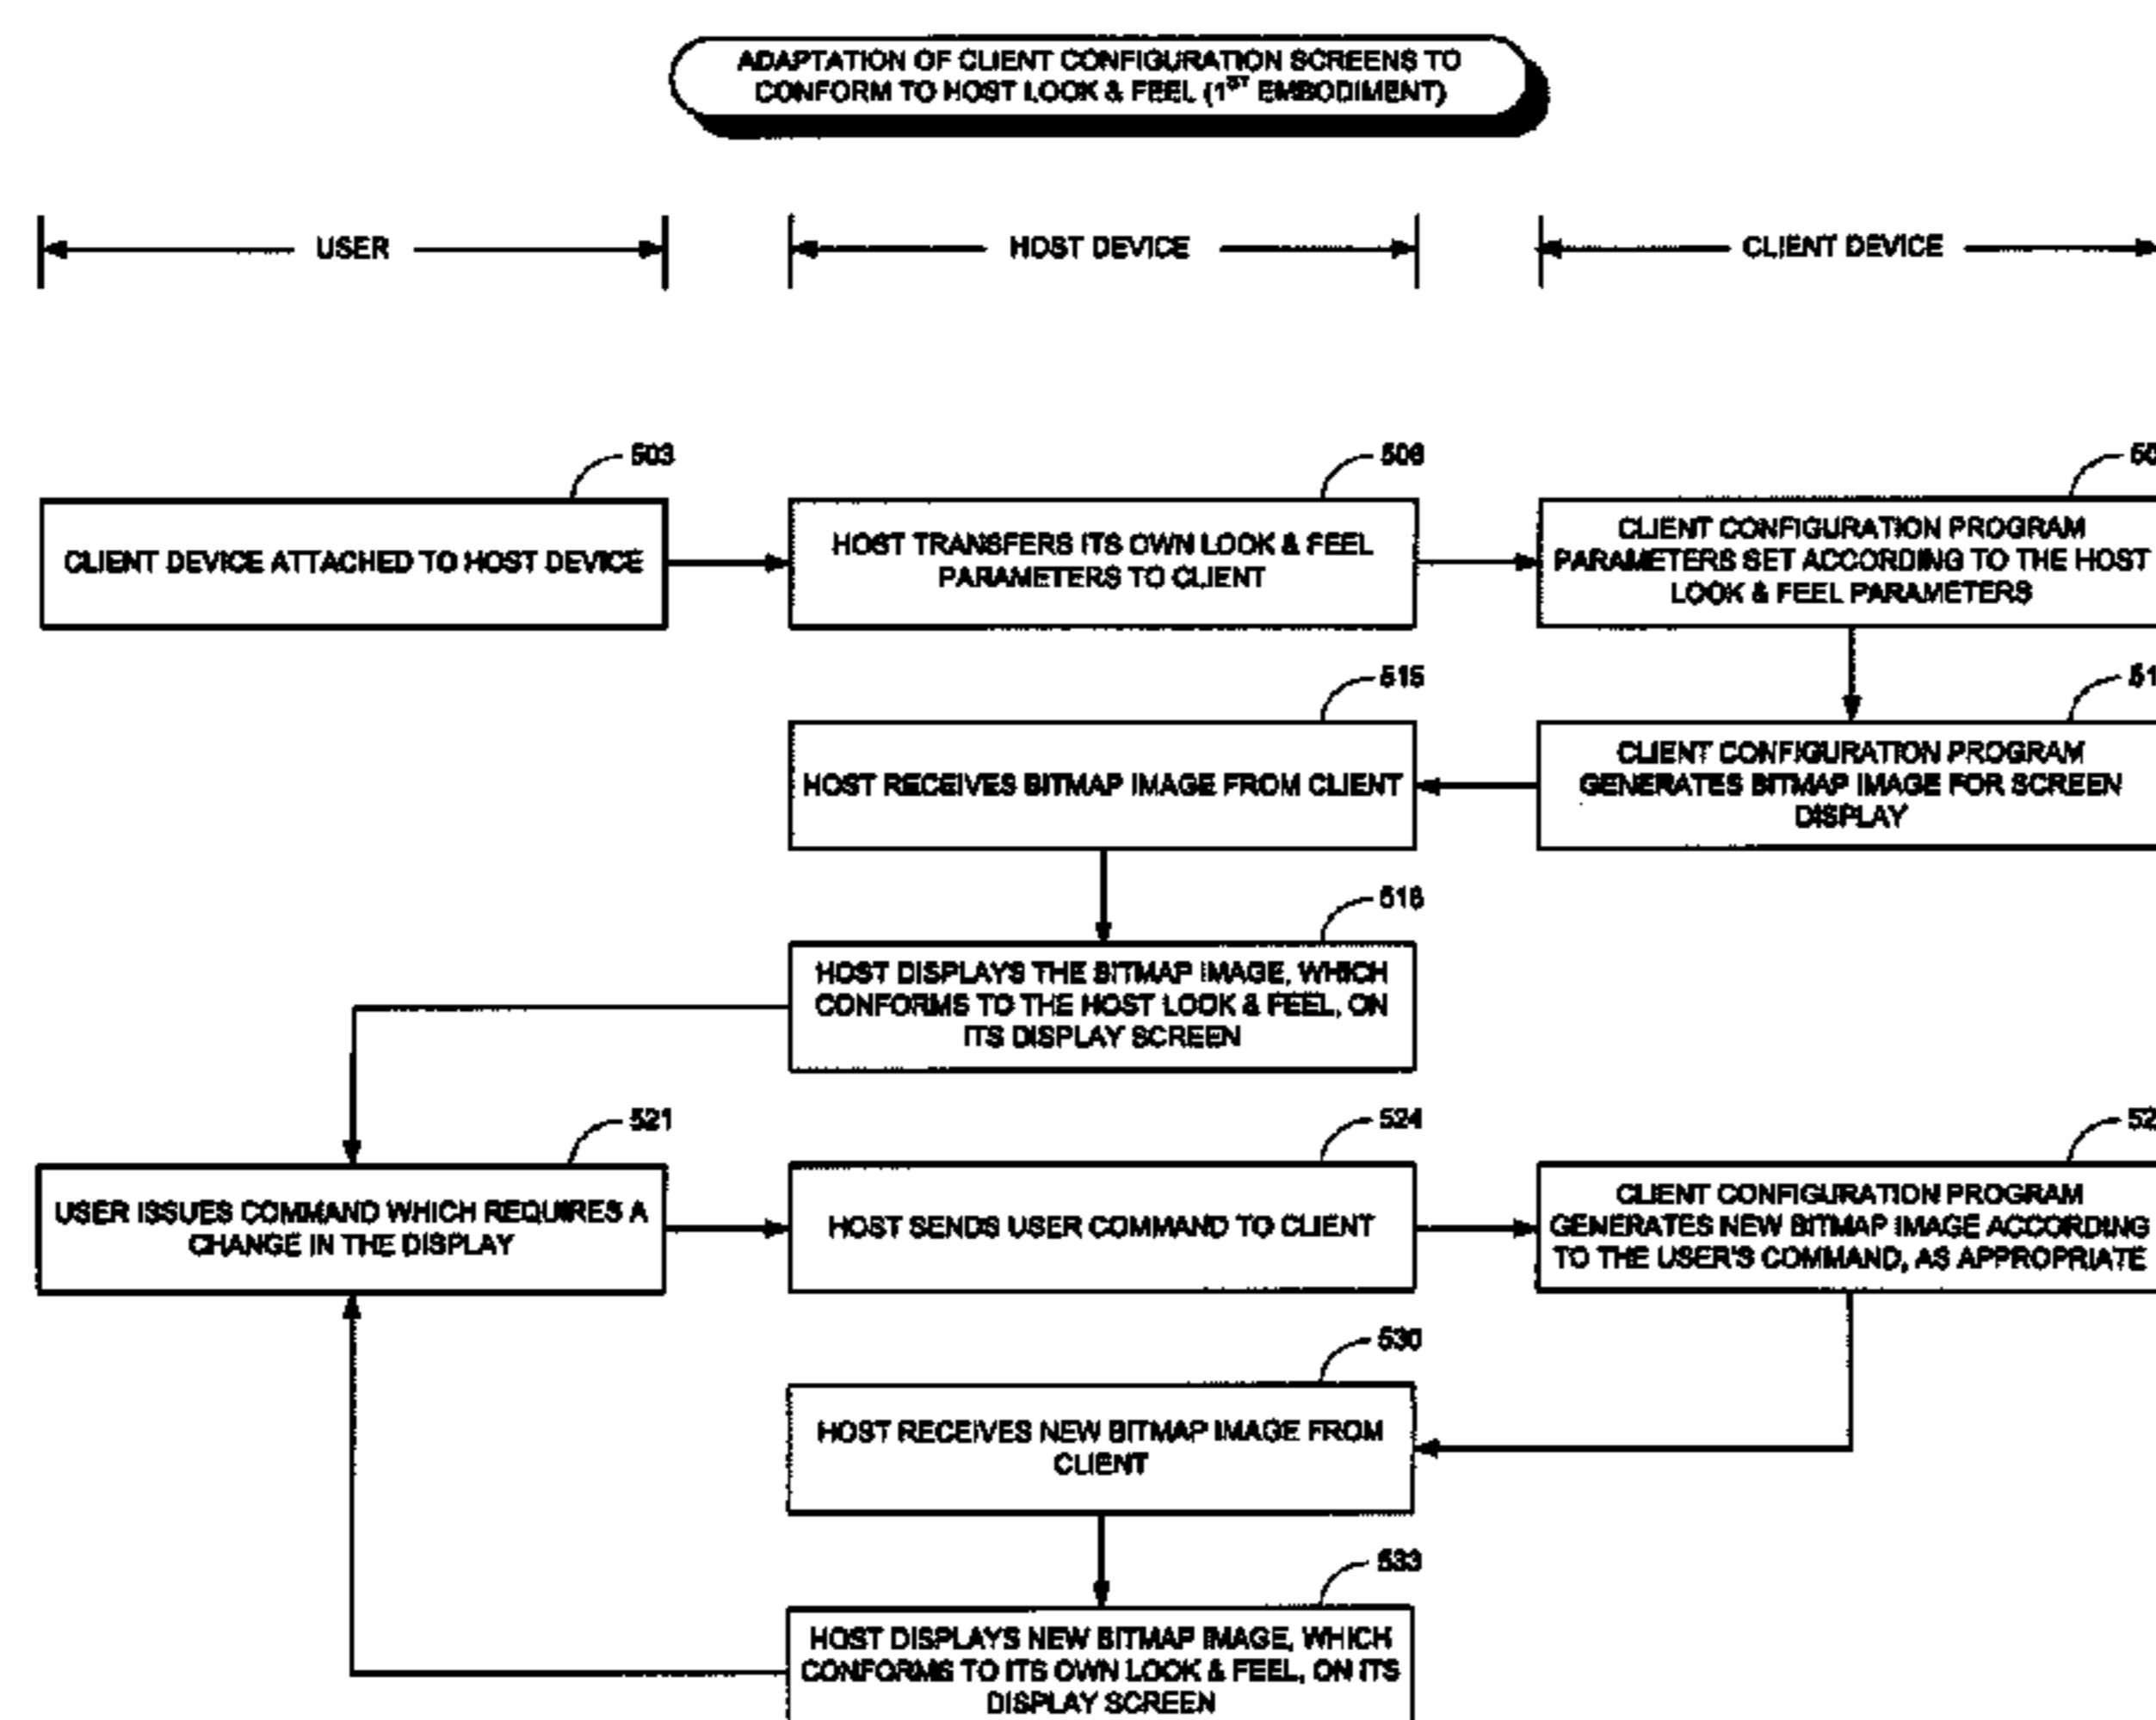 ADAPTATION OF CLIENT CONFIGURATION SCREENS TO
CONFORM TO HOST LOOK & FEEL (1ST EMBODIMENT)
USER
HOST DEVICE
CLIENT DEVICE
503
CLIENT DEVICE ATTACHED TO HOST DEVICE
506
HOST TRANSFERS ITS OWN LOOK & FEEL
PARAMETERS TO CLIENT
CLIENT CONFIGURATION PROGRAM
PARAMETERS SET ACCORDING TO THE HOST
LOOK & FEEL PARAMETERS
515
HOST RECEIVES BITMAP IMAGE FROM CLIENT
CLIENT CONFIGURATION PROGRAM
GENERATES BITMAP IMAGE FOR SCREEN
DISPLAY
518
HOST DISPLAYS THE BITMAP IMAGE, WHICH
CONFORMS TO THE HOST LOOK & FEEL, ON
ITS DISPLAY SCREEN
521
USER ISSUES COMMAND WHICH REQUIRES A
CHANGE IN THE DISPLAY
524
HOST SENDS USER COMMAND TO CLIENT
CLIENT CONFIGURATION PROGRAM
GENERATES NEW BITMAP IMAGE ACCORDING
TO THE USER'S COMMAND, AS APPROPRIATE
530
HOST RECEIVES NEW BITMAP IMAGE FROM
CLIENT
533
HOST DISPLAYS NEW BITMAP IMAGE, WHICH
CONFORMS TO ITS OWN LOOK & FEEL, ON ITS
DISPLAY SCREEN